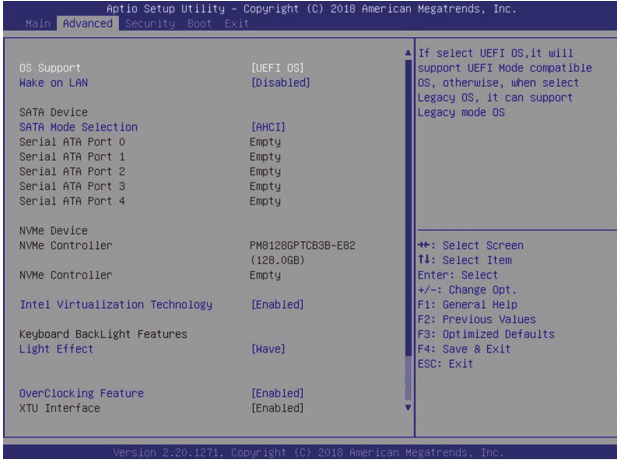 Aptio Setup Utility – Copyright (C) 2018 American Megatrends, Inc.
Main Advanced Security Boot Exit
OS Support [UEFI OS]
Wake on LAN [Disabled]
SATA Device
SATA Mode Selection [AHCI]
Serial ATA Port 0 Empty
Serial ATA Port 1 Empty
Serial ATA Port 2 Empty
Serial ATA Port 3 Empty
Serial ATA Port 4 Empty
NVMe Device
NVMe Controller PM8128GPTCB3B-E82
(128.0GB)
NVMe Controller Empty
Intel Virtualization Technology [Enabled]
Keyboard BackLight Features
Light Effect [Wave]
OverClocking Feature [Enabled]
XTU Interface [Enabled]
If select UEFI OS,it will
support UEFI Mode compatible
OS, otherwise, when select
Legacy OS, it can support
Legacy mode OS
→←: Select Screen
↑↓: Select Item
Enter: Select
+/-: Change Opt.
F1: General Help
F2: Previous Values
F3: Optimized Defaults
F4: Save & Exit
ESC: Exit
Version 2.20.1271. Copyright (C) 2018 American Megatrends, Inc.